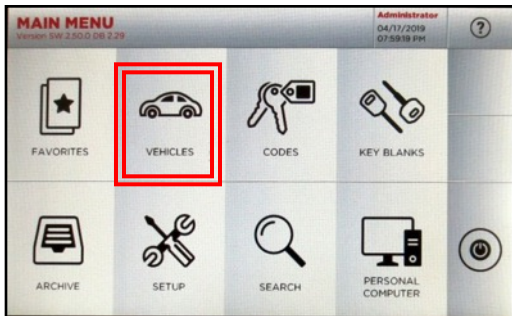 MAIN MENU
Version SW 2.50.0 DB 2.29
Administrator
04/17/2019
07:59:19 PM
?
FAVORITES
VEHICLES
CODES
KEY BLANKS
ARCHIVE
SETUP
SEARCH
PERSONAL
COMPUTER